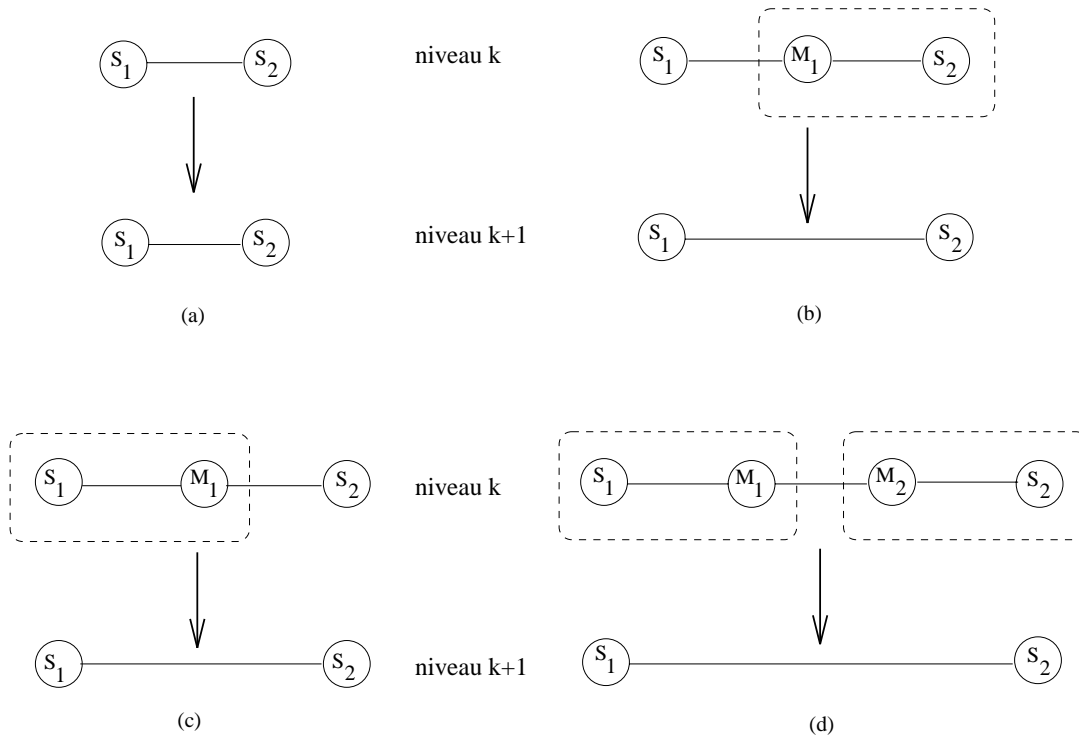 S1 S2 niveau k S1 M1 S2
S1 S2 niveau k+1 S1 S2
(a) (b)
S1 M1 S2 niveau k S1 M1 M2 S2
S1 S2 niveau k+1 S1 S2
(c) (d)